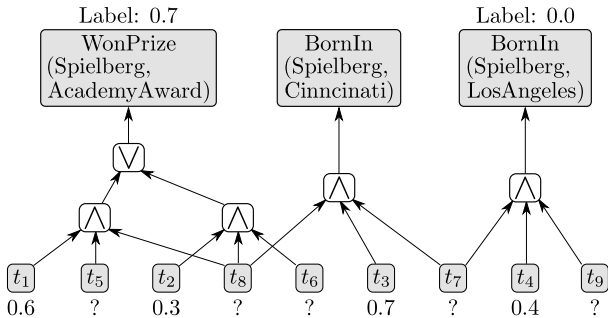 Label: 0.7 Label: 0.0
WonPrize BornIn BornIn
(Spielberg, (Spielberg, (Spielberg,
AcademyAward) Cinncinati) LosAngeles)
⋁
⋀ ⋀ ⋀ ⋀
t1 t5 t2 t8 t6 t3 t7 t4 t9
0.6 ? 0.3 ? ? 0.7 ? 0.4 ?